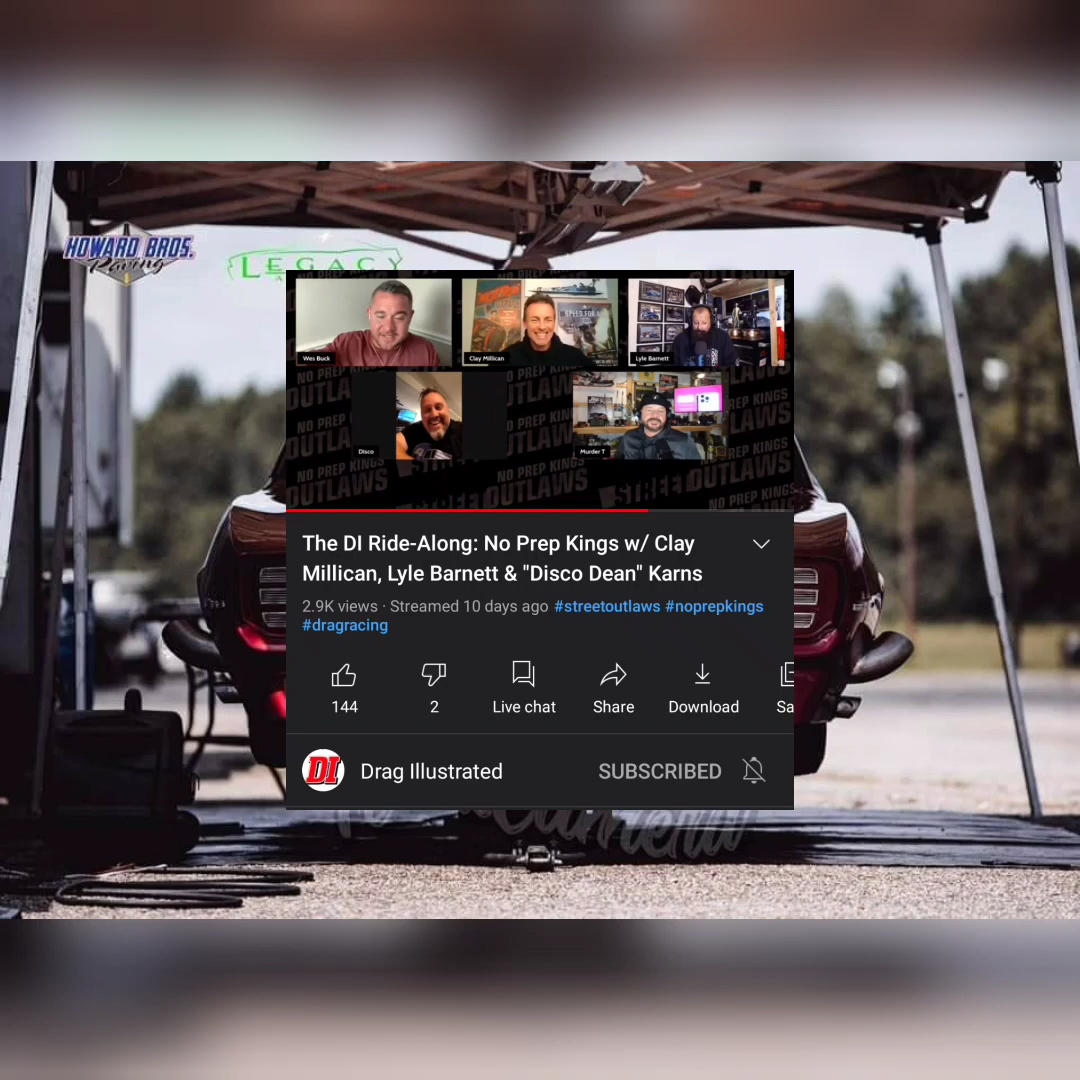 HOWARD BROS.
Racing
LEGACY
Wes Buck
Clay Millican
Lyle Barnett
Disco
Murder T
NO PREP KINGS
STREET OUTLAWS
The DI Ride-Along: No Prep Kings w/ Clay
Millican, Lyle Barnett & "Disco Dean" Karns
2.9K views · Streamed 10 days ago #streetoutlaws #noprepkings
#dragracing
144
2
Live chat
Share
Download
Sa
DI
Drag Illustrated
SUBSCRIBED